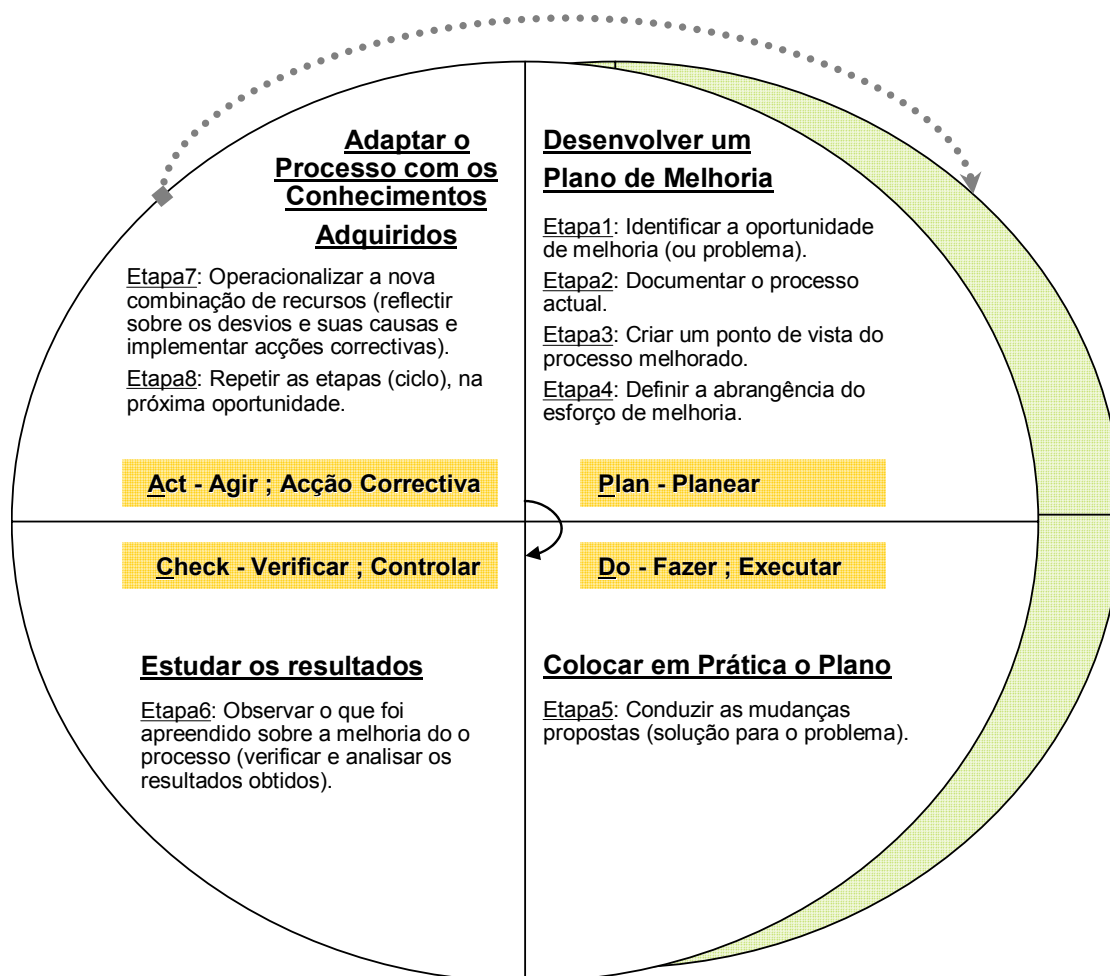 Adaptar o
Processo com os
Conhecimentos
Adquiridos
Etapa7: Operacionalizar a nova
combinação de recursos (reflectir
sobre os desvios e suas causas e
implementar acções correctivas).
Etapa8: Repetir as etapas (ciclo), na
próxima oportunidade.
Act - Agir ; Acção Correctiva
Desenvolver um
Plano de Melhoria
Etapa1: Identificar a oportunidade
de melhoria (ou problema).
Etapa2: Documentar o processo
actual.
Etapa3: Criar um ponto de vista do
processo melhorado.
Etapa4: Definir a abrangência do
esforço de melhoria.
Plan - Planear
Check - Verificar ; Controlar
Estudar os resultados
Etapa6: Observar o que foi
apreendido sobre a melhoria do o
processo (verificar e analisar os
resultados obtidos).
Do - Fazer ; Executar
Colocar em Prática o Plano
Etapa5: Conduzir as mudanças
propostas (solução para o problema).